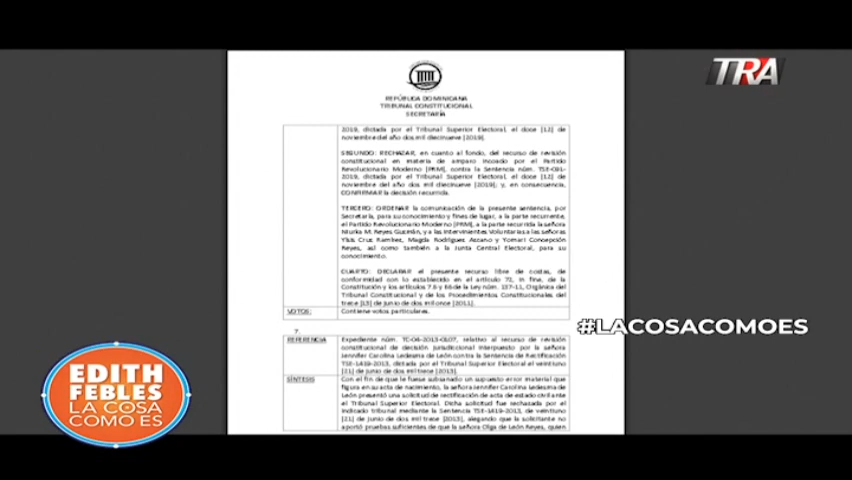 TRA
REPÚBLICA DOMINICANA
TRIBUNAL CONSTITUCIONAL
SECRETARÍA
2019, dictada por el Tribunal Superior Electoral, el doce [12] de
noviembre del año dos mil diecinueve [2019].
SEGUNDO: RECHAZAR, en cuanto al fondo, del recurso de revisión
constitucional en materia de amparo incoado por el Partido
Revolucionario Moderno [PRM], contra la Sentencia núm. TSE-091-
2019, dictada por el Tribunal Superior Electoral, el doce [12] de
noviembre del año dos mil diecinueve [2019]; y, en consecuencia,
CONFIRMAR la decisión recurrida.
TERCERO: ORDENAR la comunicación de la presente sentencia, por
Secretaría, para su conocimiento y fines de lugar, a la parte recurrente,
el Partido Revolucionario Moderno [PRM], a la parte recurrida la señora
Niurka M. Reyes Guzmán, y a las intervinientes Voluntarias a las señoras
Cruz Ramírez, Magda Rodríguez Azcano y Yomari Concepción
Reyes, así como también a la Junta Central Electoral, para su
conocimiento.
CUARTO: DECLARAR el presente recurso libre de costas, de
conformidad con lo establecido en el artículo 72, in fine, de la
Constitución y los artículos 7.6 y 66 de la Ley núm. 137-11, Orgánica del
Tribunal Constitucional y de los Procedimientos Constitucionales, del
trece [13] de junio de dos mil once [2011].
VOTOS: Contiene votos particulares.
7.
REFERENCIA Expediente núm. TC-04-2013-0107, relativo al recurso de revisión
constitucional de decisión jurisdiccional interpuesto por la señora
Jennifer Carolina Ledesma de León contra la Sentencia de Rectificación
TSE-1419-2013, dictada por el Tribunal Superior Electoral el veintiuno
[21] de junio de dos mil trece [2013].
SÍNTESIS Con el fin de que le fuese subsanado un supuesto error material que
figura en su acta de nacimiento, la señora Jennifer Carolina Ledesma de
León presentó una solicitud de rectificación de acta de estado civil ante
el Tribunal Superior Electoral. Dicha solicitud fue rechazada por el
indicado tribunal mediante la Sentencia TSE-1419-2013, de veintiuno
[21] de junio de dos mil trece [2013], alegando que la solicitante no
aportó pruebas suficientes de que la señora Olga de León Reyes, quien
#LACOSACOMOES
EDITH
FEBLES
LA COSA
COMO ES